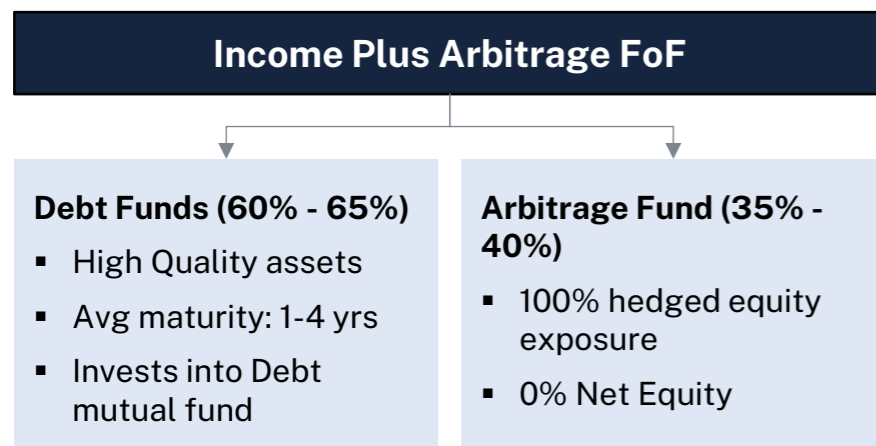 Income Plus Arbitrage FoF
Debt Funds (60% - 65%)
▪ High Quality assets
▪ Avg maturity: 1-4 yrs
▪ Invests into Debt
mutual fund
Arbitrage Fund (35% -
40%)
▪ 100% hedged equity
exposure
▪ 0% Net Equity